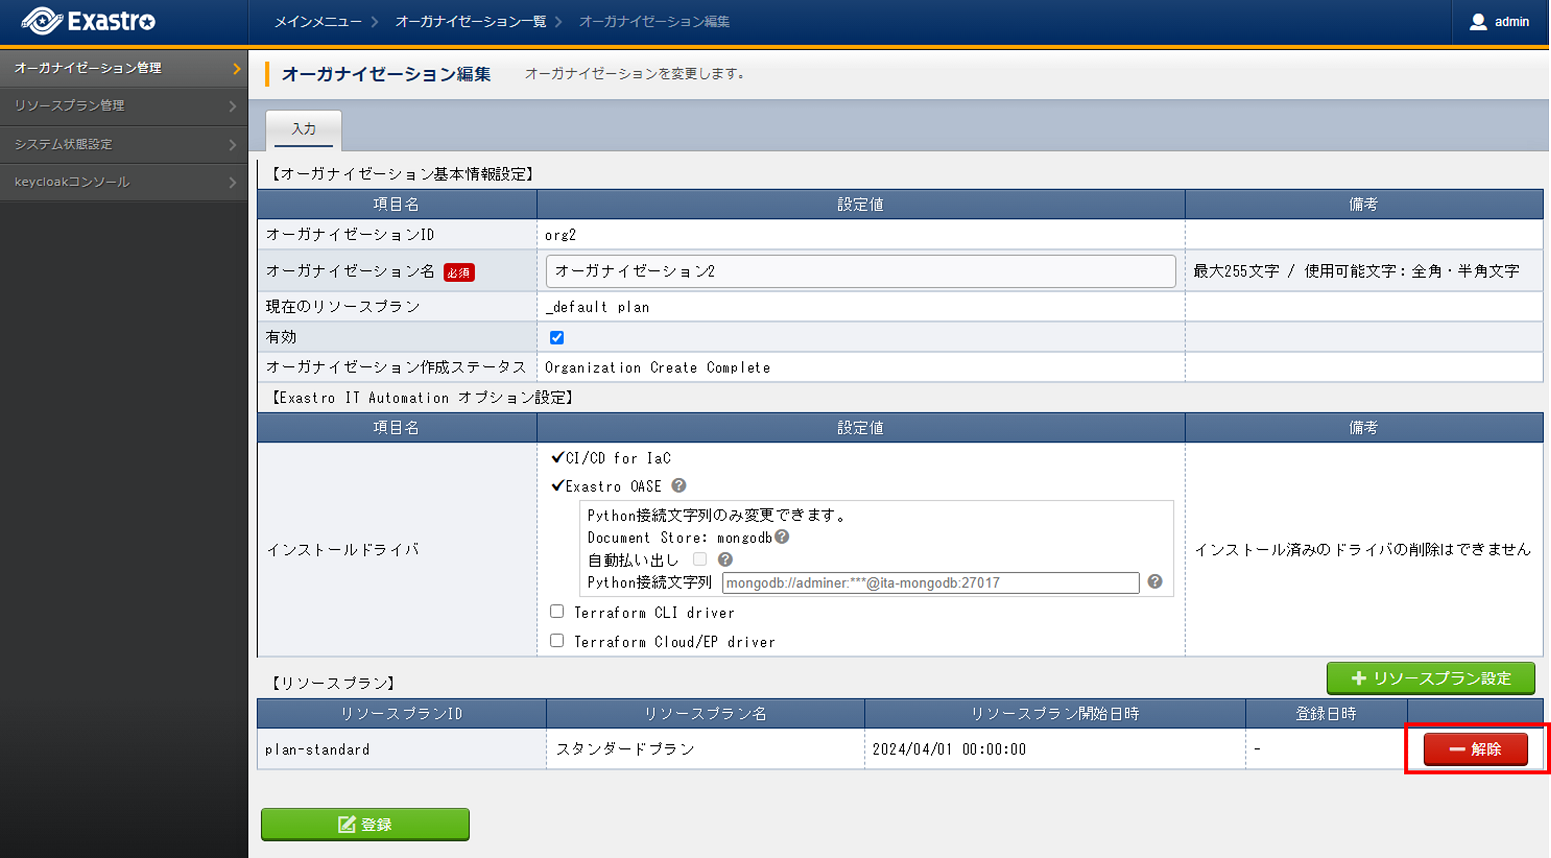 Exastro
メインメニュー
オーガナイゼーション一覧
オーガナイゼーション編集
admin
オーガナイゼーション管理
リソースプラン管理
システム状態設定
keycloakコンソール
オーガナイゼーション編集
オーガナイゼーションを変更します。
入力
【オーガナイゼーション基本情報設定】
項目名 設定値 備考
オーガナイゼーションID org2
オーガナイゼーション名 必須 オーガナイゼーション2 最大255文字 / 使用可能文字：全角・半角文字
現在のリソースプラン _default plan
有効
オーガナイゼーション作成ステータス Organization Create Complete
【Exastro IT Automation オプション設定】
項目名 設定値 備考
インストールドライバ
✔CI/CD for IaC
✔Exastro OASE ?
Python接続文字列のみ変更できます。
Document Store: mongodb ?
自動払い出し ?
Python接続文字列 mongodb://adminer:***@ita-mongodb:27017 ?
Terraform CLI driver
Terraform Cloud/EP driver
インストール済みのドライバの削除はできません
【リソースプラン】
＋ リソースプラン設定
リソースプランID リソースプラン名 リソースプラン開始日時 登録日時
plan-standard スタンダードプラン 2024/04/01 00:00:00 - ー 解除
登録